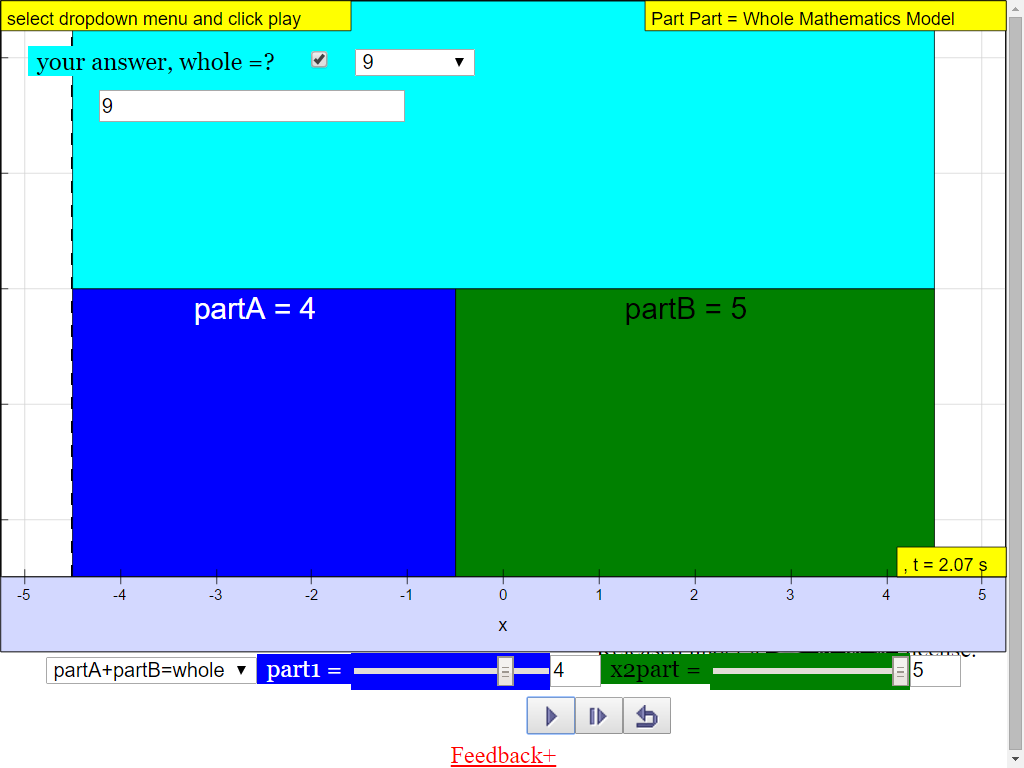 select dropdown menu and click play
Part Part = Whole Mathematics Model
your answer, whole =?
9
9
partA = 4
partB = 5
, t = 2.07 s
-5 -4 -3 -2 -1 0 1 2 3 4 5
x
partA+partB=whole
part1 =
4
x2part =
5
Feedback+